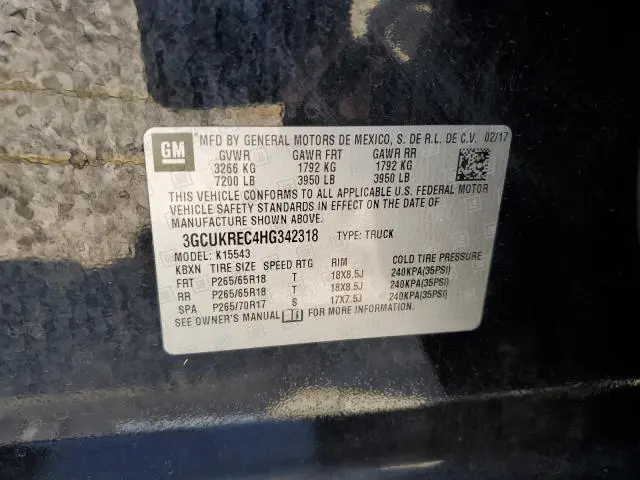 GM
MFD BY GENERAL MOTORS DE MEXICO, S. DE R.L. DE C.V. 02/17
GVWR GAWR FRT GAWR RR
3266 KG 1792 KG 1792 KG
7200 LB 3950 LB 3950 LB
THIS VEHICLE CONFORMS TO ALL APPLICABLE U.S. FEDERAL MOTOR
VEHICLE SAFETY STANDARDS IN EFFECT ON THE DATE OF
MANUFACTURE SHOWN ABOVE.
3GCUKREC4HG342318 TYPE: TRUCK
MODEL: K15543
KBXN TIRE SIZE SPEED RTG RIM COLD TIRE PRESSURE
FRT P265/65R18 T 18X8.5J 240KPA(35PSI)
RR P265/65R18 T 18X8.5J 240KPA(35PSI)
SPA P265/70R17 S 17X7.5J 240KPA(35PSI)
SEE OWNER'S MANUAL FOR MORE INFORMATION.